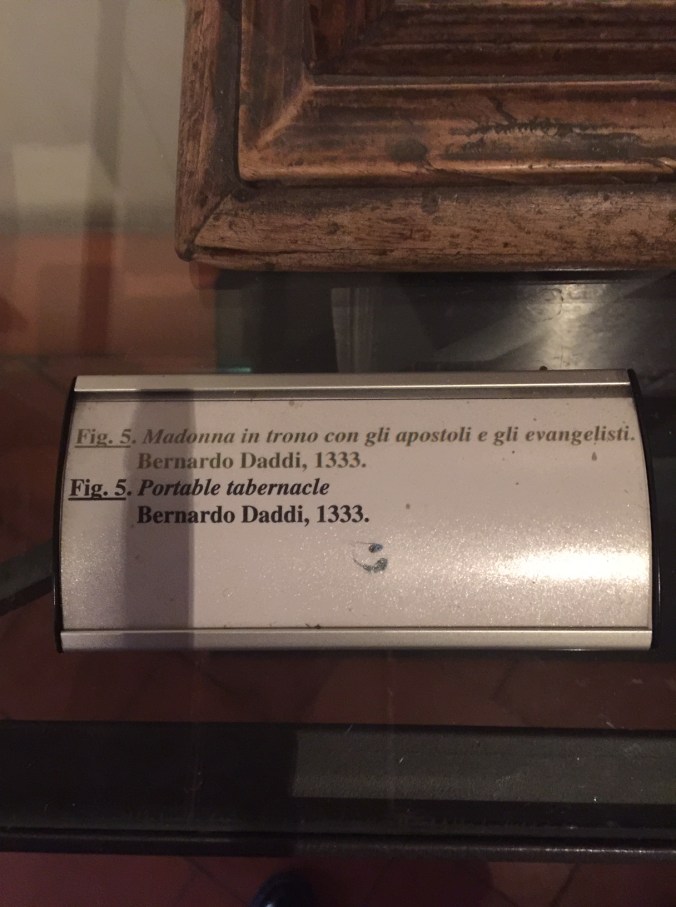 Fig. 5. Madonna in trono con gli apostoli e gli evangelisti.
Bernardo Daddi, 1333.
Fig. 5. Portable tabernacle
Bernardo Daddi, 1333.